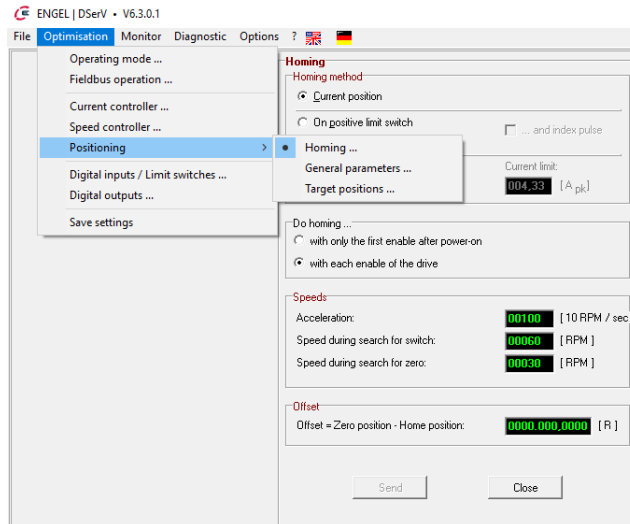 ENGEL | DSerV • V6.3.0.1
File Optimisation Monitor Diagnostic Options ?
Operating mode ...
Fieldbus operation ...
Current controller ...
Speed controller ...
Positioning
Digital inputs / Limit switches ...
Digital outputs ...
Save settings
Homing ...
General parameters ...
Target positions ...
Homing
Homing method
Current position
On positive limit switch
... and index pulse
Current limit:
004,33 [A pk]
Do homing ...
with only the first enable after power-on
with each enable of the drive
Speeds
Acceleration: 00100 [ 10 RPM / sec
Speed during search for switch: 00060 [ RPM ]
Speed during search for zero: 00030 [ RPM ]
Offset
Offset = Zero position - Home position: 0000.000,0000 [ R ]
Send Close